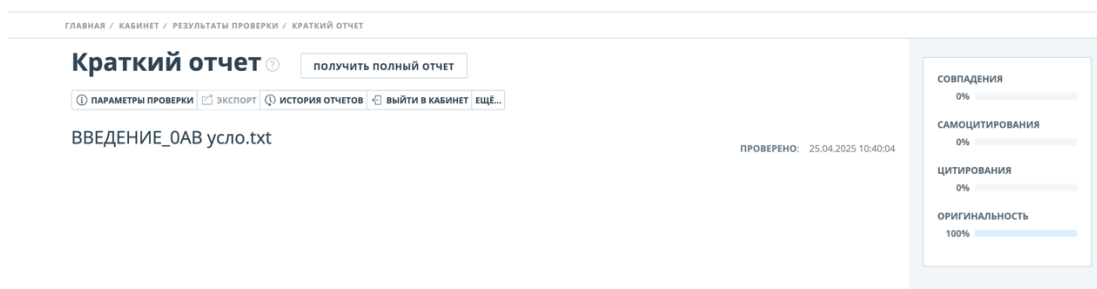 ГЛАВНАЯ / КАБИНЕТ / РЕЗУЛЬТАТЫ ПРОВЕРКИ / КРАТКИЙ ОТЧЕТ
Краткий отчет ? ПОЛУЧИТЬ ПОЛНЫЙ ОТЧЕТ
ПАРАМЕТРЫ ПРОВЕРКИ ЭКСПОРТ ИСТОРИЯ ОТЧЕТОВ ВЫЙТИ В КАБИНЕТ ЕЩЁ...
ВВЕДЕНИЕ_0АВ усло.txt
ПРОВЕРЕНО: 25.04.2025 10:40:04
СОВПАДЕНИЯ
0%
САМОЦИТИРОВАНИЯ
0%
ЦИТИРОВАНИЯ
0%
ОРИГИНАЛЬНОСТЬ
100%